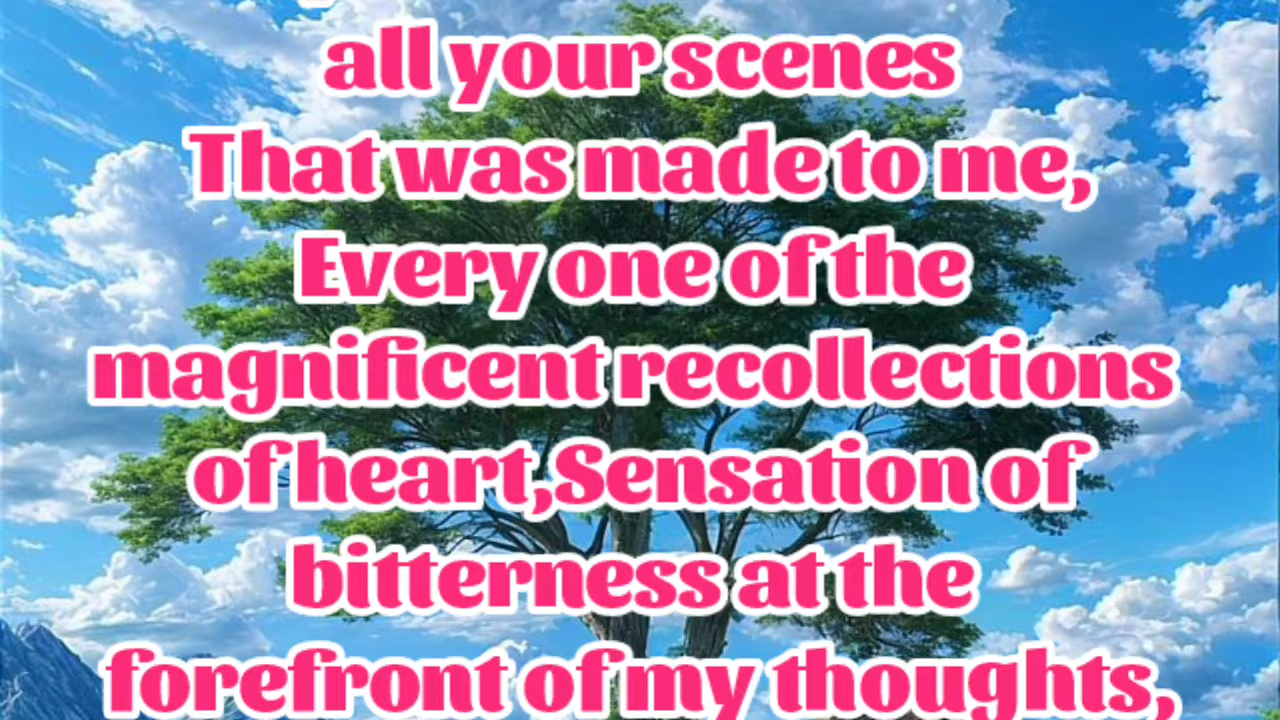 all your scenes
That was made to me,
Every one of the
magnificent recollections
of heart,Sensation of
bitterness at the
forefront of my thoughts,